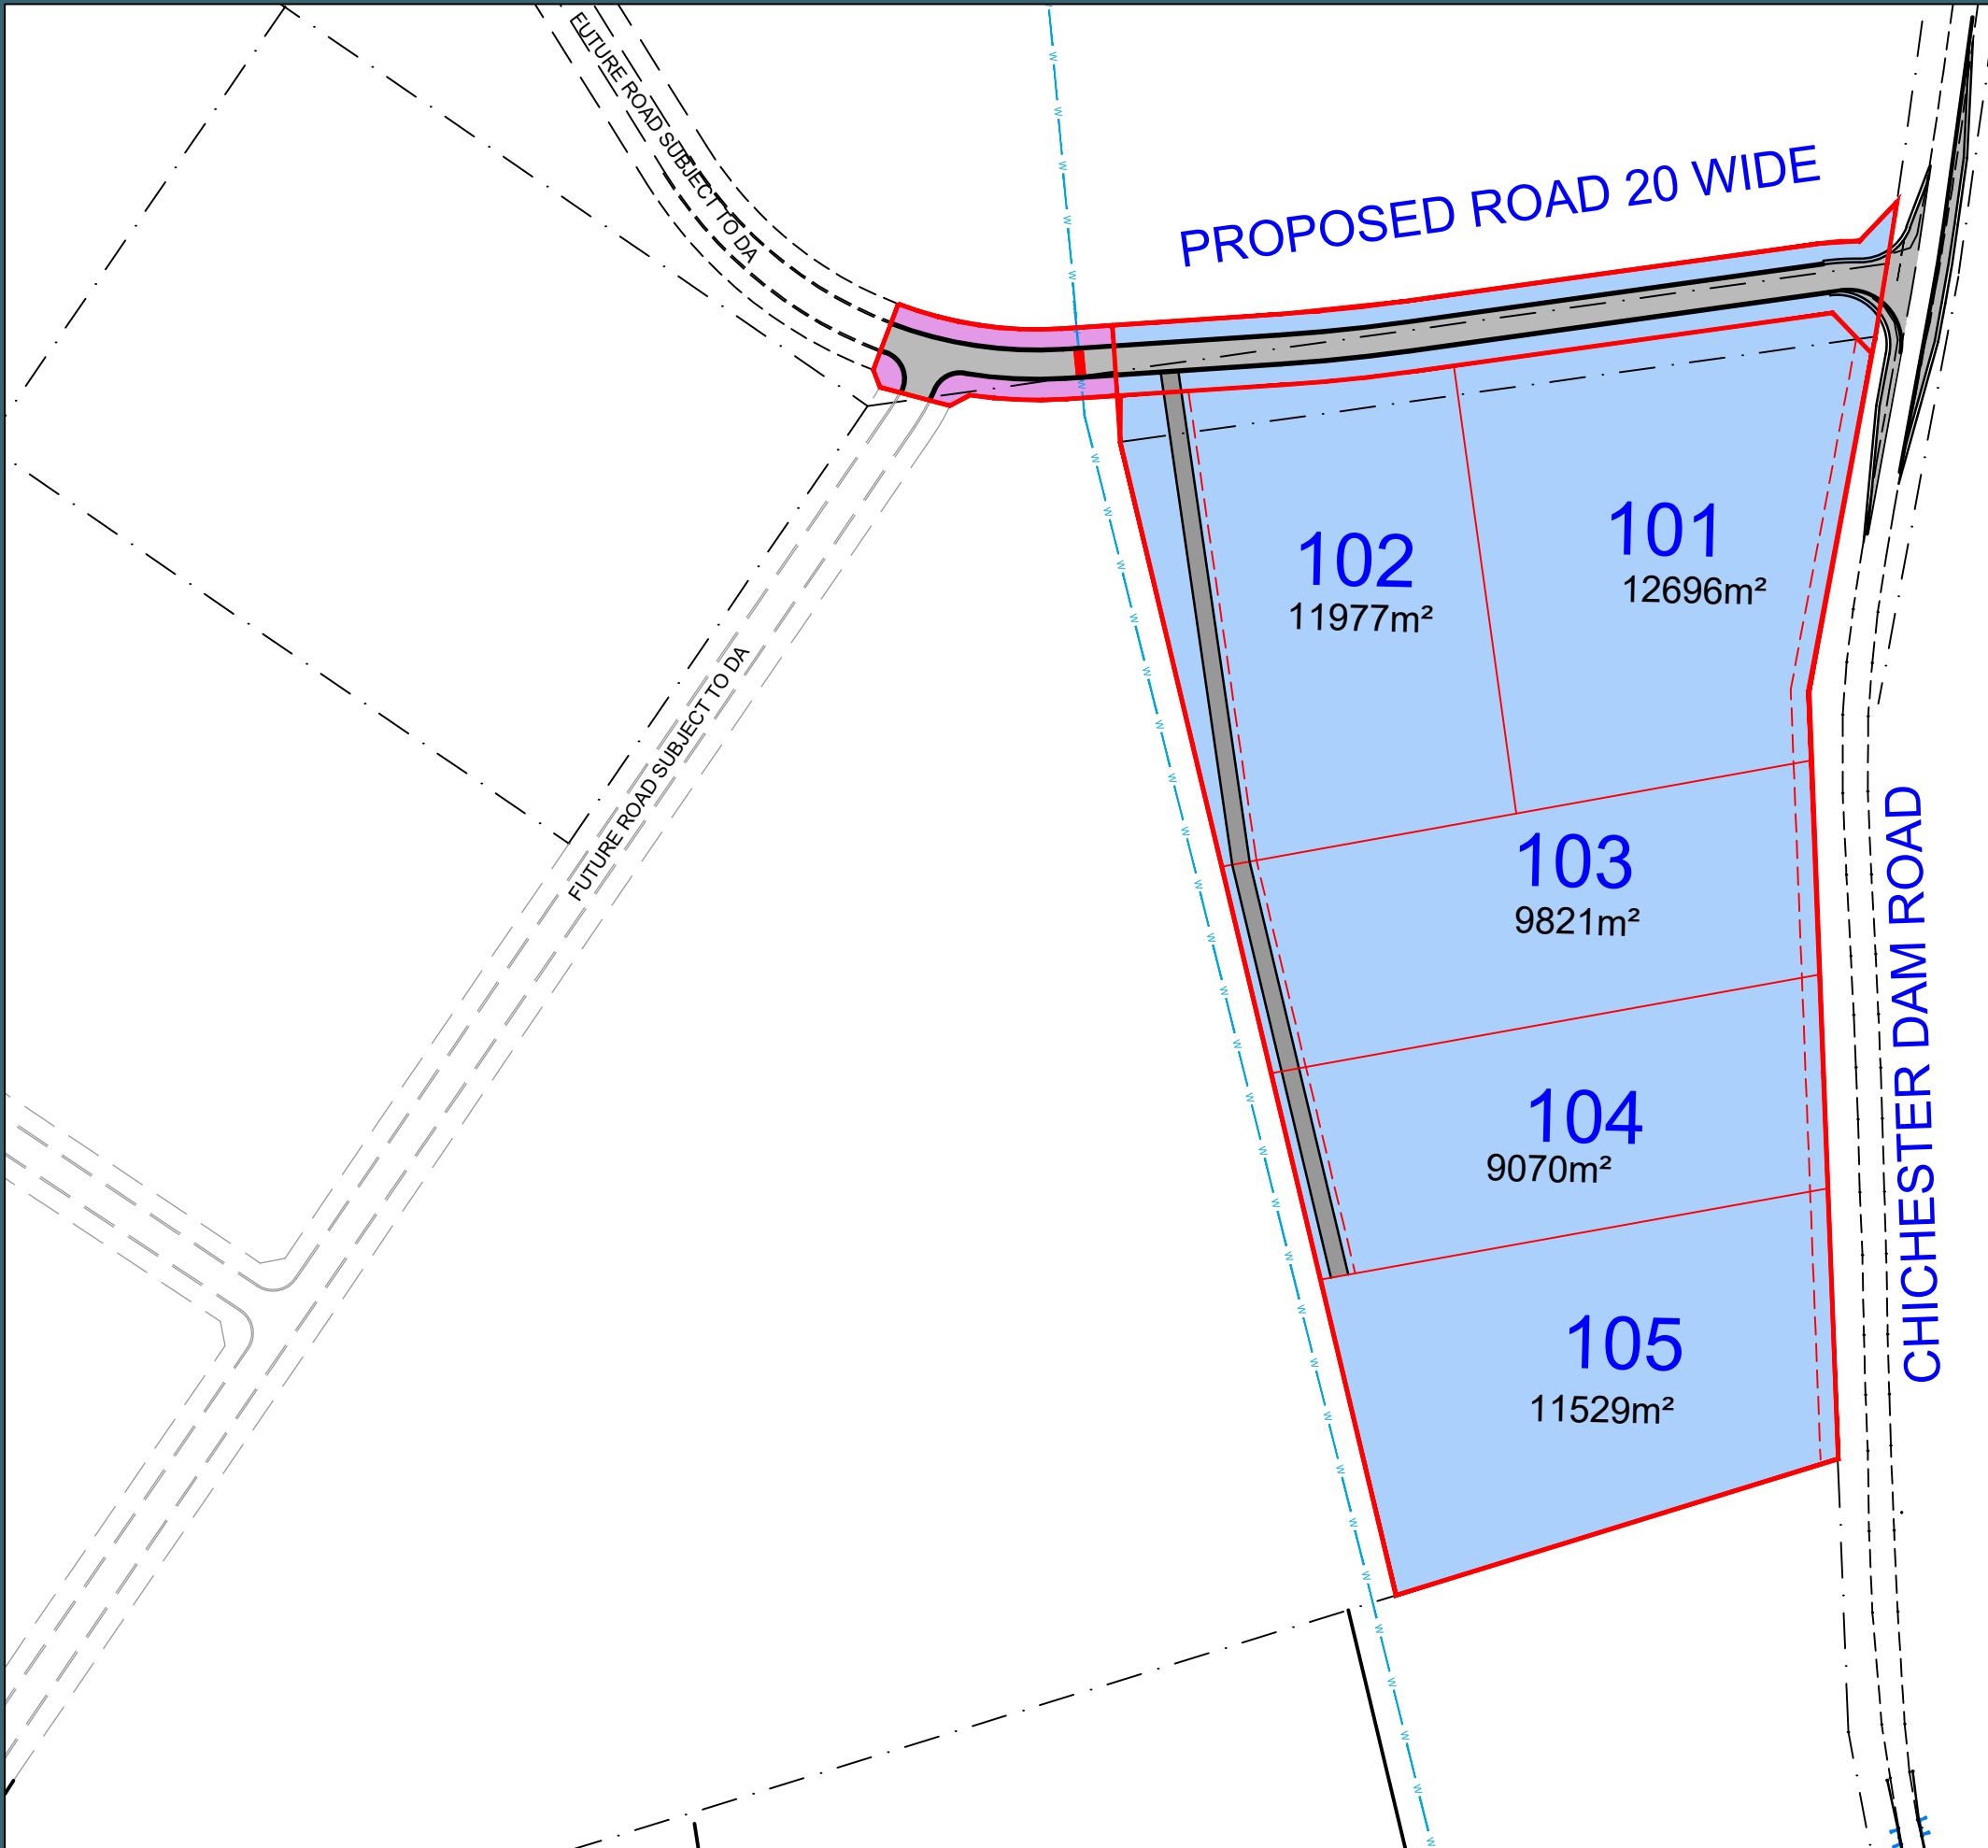 FUTURE ROAD SUBJECT TO DA
PROPOSED ROAD 20 WIDE
101
12696m²
102
11977m²
FUTURE ROAD SUBJECT TO DA
103
9821m²
CHICHESTER DAM ROAD
104
9070m²
105
11529m²